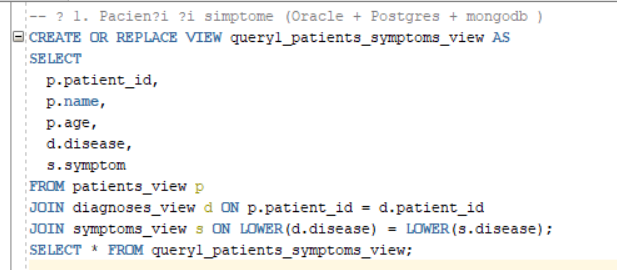 -- ? 1. Pacien?i ?i simptome (Oracle + Postgres + mongodb )
CREATE OR REPLACE VIEW query1_patients_symptoms_view AS
SELECT
  p.patient_id,
  p.name,
  p.age,
  d.disease,
  s.symptom
FROM patients_view p
JOIN diagnoses_view d ON p.patient_id = d.patient_id
JOIN symptoms_view s ON LOWER(d.disease) = LOWER(s.disease);
SELECT * FROM query1_patients_symptoms_view;